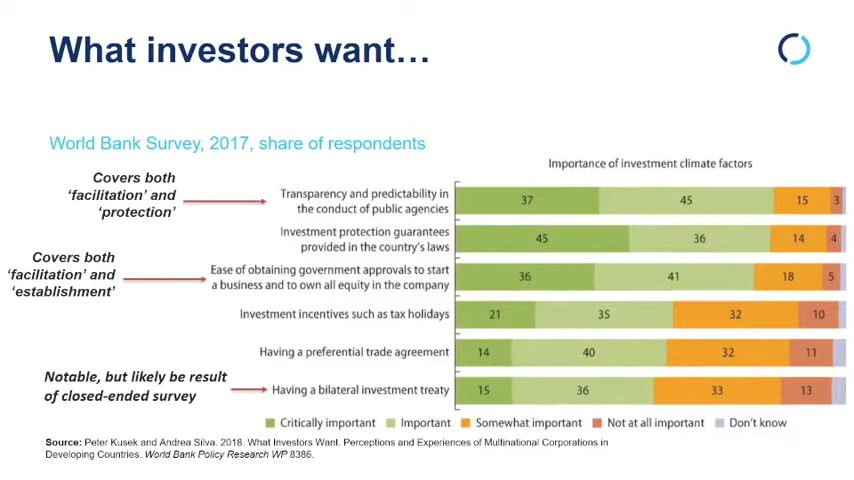 What investors want…
World Bank Survey, 2017, share of respondents
Importance of investment climate factors
Covers both
‘facilitation’ and
‘protection’
Transparency and predictability in
the conduct of public agencies
37 45 15 3
Investment protection guarantees
provided in the country's laws
45 36 14 4
Covers both
‘facilitation’ and
‘establishment’
Ease of obtaining government approvals to start
a business and to own all equity in the company
36 41 18 5
Investment incentives such as tax holidays
21 35 32 10
Having a preferential trade agreement
14 40 32 11
Notable, but likely be result
of closed-ended survey
Having a bilateral investment treaty
15 36 33 13
Critically important Important Somewhat important Not at all important Don't know
Source: Peter Kusek and Andrea Silva. 2018. What Investors Want. Perceptions and Experiences of Multinational Corporations in
Developing Countries. World Bank Policy Research WP 8386.